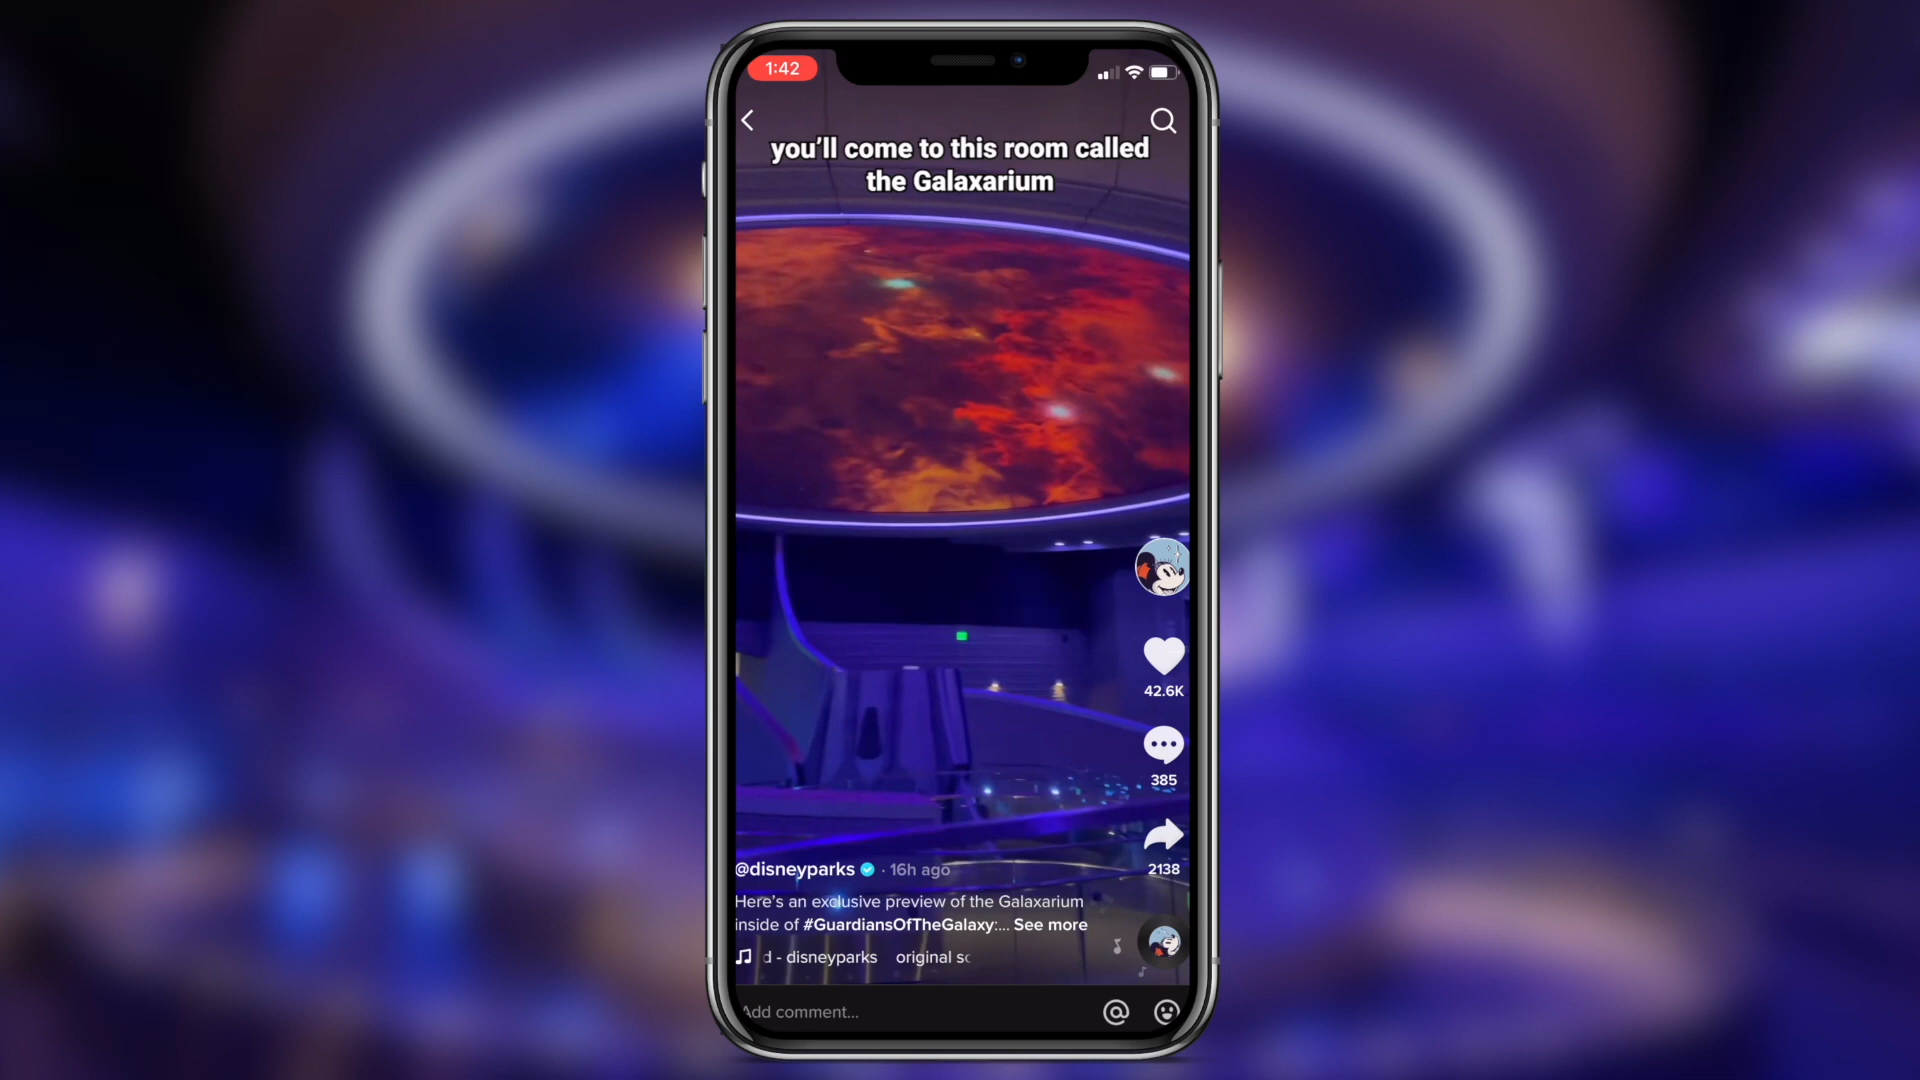 1:42
you'll come to this room called
the Galaxarium
42.6K
385
2138
@disneyparks · 16h ago
Here's an exclusive preview of the Galaxarium
inside of #GuardiansOfTheGalaxy:... See more
d - disneyparks original so
Add comment...